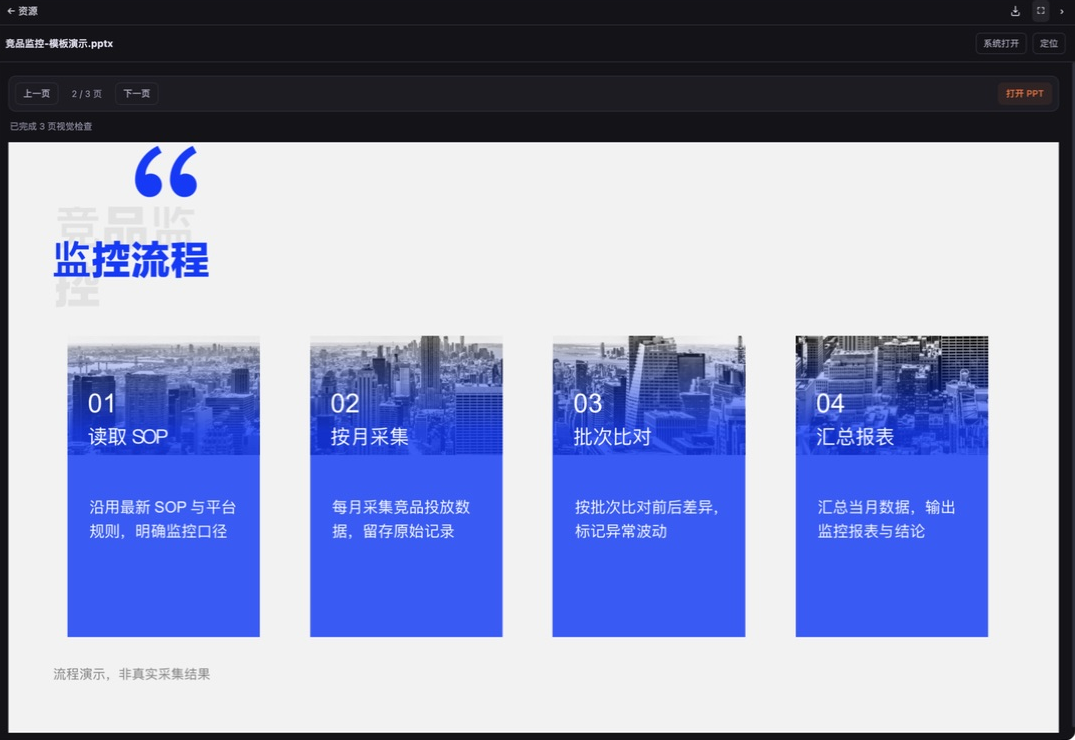 ← 资源
竞品监控-模板演示.pptx
系统打开
定位
上一页
2 / 3 页
下一页
打开 PPT
已完成 3 页视觉检查
“
竞品监
控
监控流程
01
读取 SOP
沿用最新 SOP 与平台
规则，明确监控口径
02
按月采集
每月采集竞品投放数
据，留存原始记录
03
批次比对
按批次比对前后差异，
标记异常波动
04
汇总报表
汇总当月数据，输出
监控报表与结论
流程演示，非真实采集结果